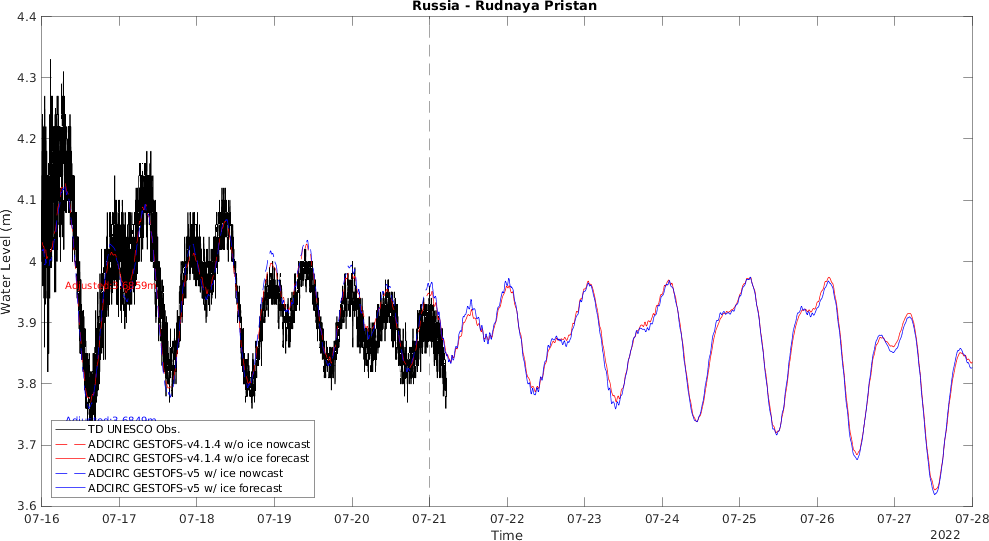 Russia - Rudnaya Pristan
4.4
4.3
4.2
4.1
4
3.9
3.8
3.7
3.6
Water Level (m)
Adjusted:3.6849m
TD UNESCO Obs.
ADCIRC GESTOFS-v4.1.4 w/o ice nowcast
ADCIRC GESTOFS-v4.1.4 w/o ice forecast
ADCIRC GESTOFS-v5 w/ ice nowcast
ADCIRC GESTOFS-v5 w/ ice forecast
07-16 07-17 07-18 07-19 07-20 07-21 07-22 07-23 07-24 07-25 07-26 07-27 07-28
Time
2022